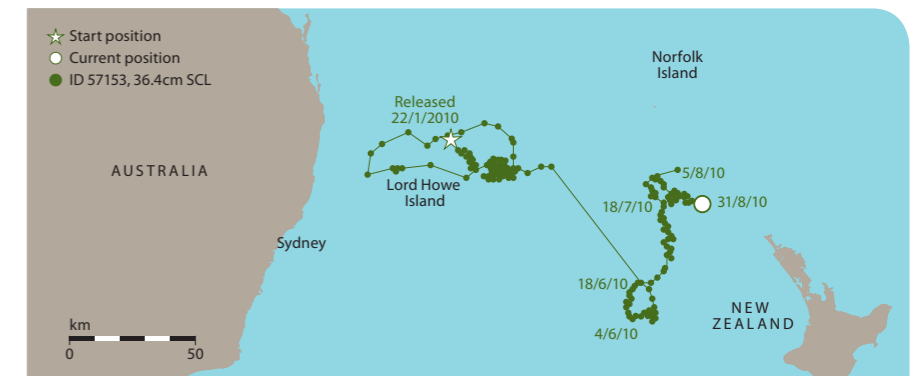 Start position
Current position
ID 57153, 36.4cm SCL
Norfolk
Island
Released
22/1/2010
AUSTRALIA
5/8/10
Lord Howe
Island
18/7/10
31/8/10
Sydney
18/6/10
NEW
ZEALAND
4/6/10
km
0
50